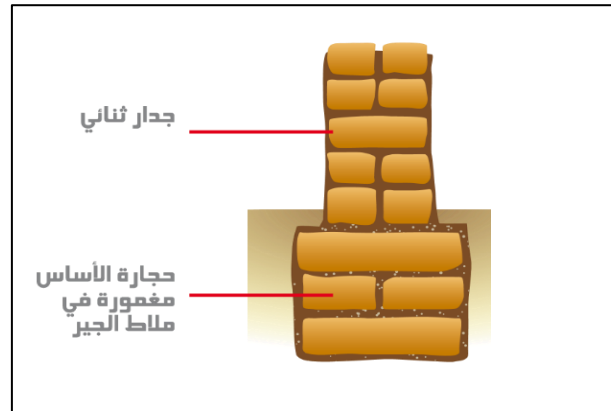 جدار ثنائي
حجارة الأساس
مغمورة في
ملاط الجير